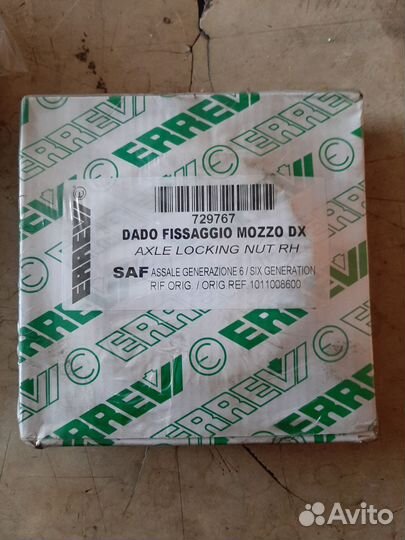 ERREVI
ERREVI
ERREVI
729767
DADO FISSAGGIO MOZZO DX
AXLE LOCKING NUT RH
SAF ASSALE GENERAZIONE 6 / SIX GENERATION
RIF ORIG. / ORIG REF 1011008600
ERREVI
ERREVI
ERREVI
Avito